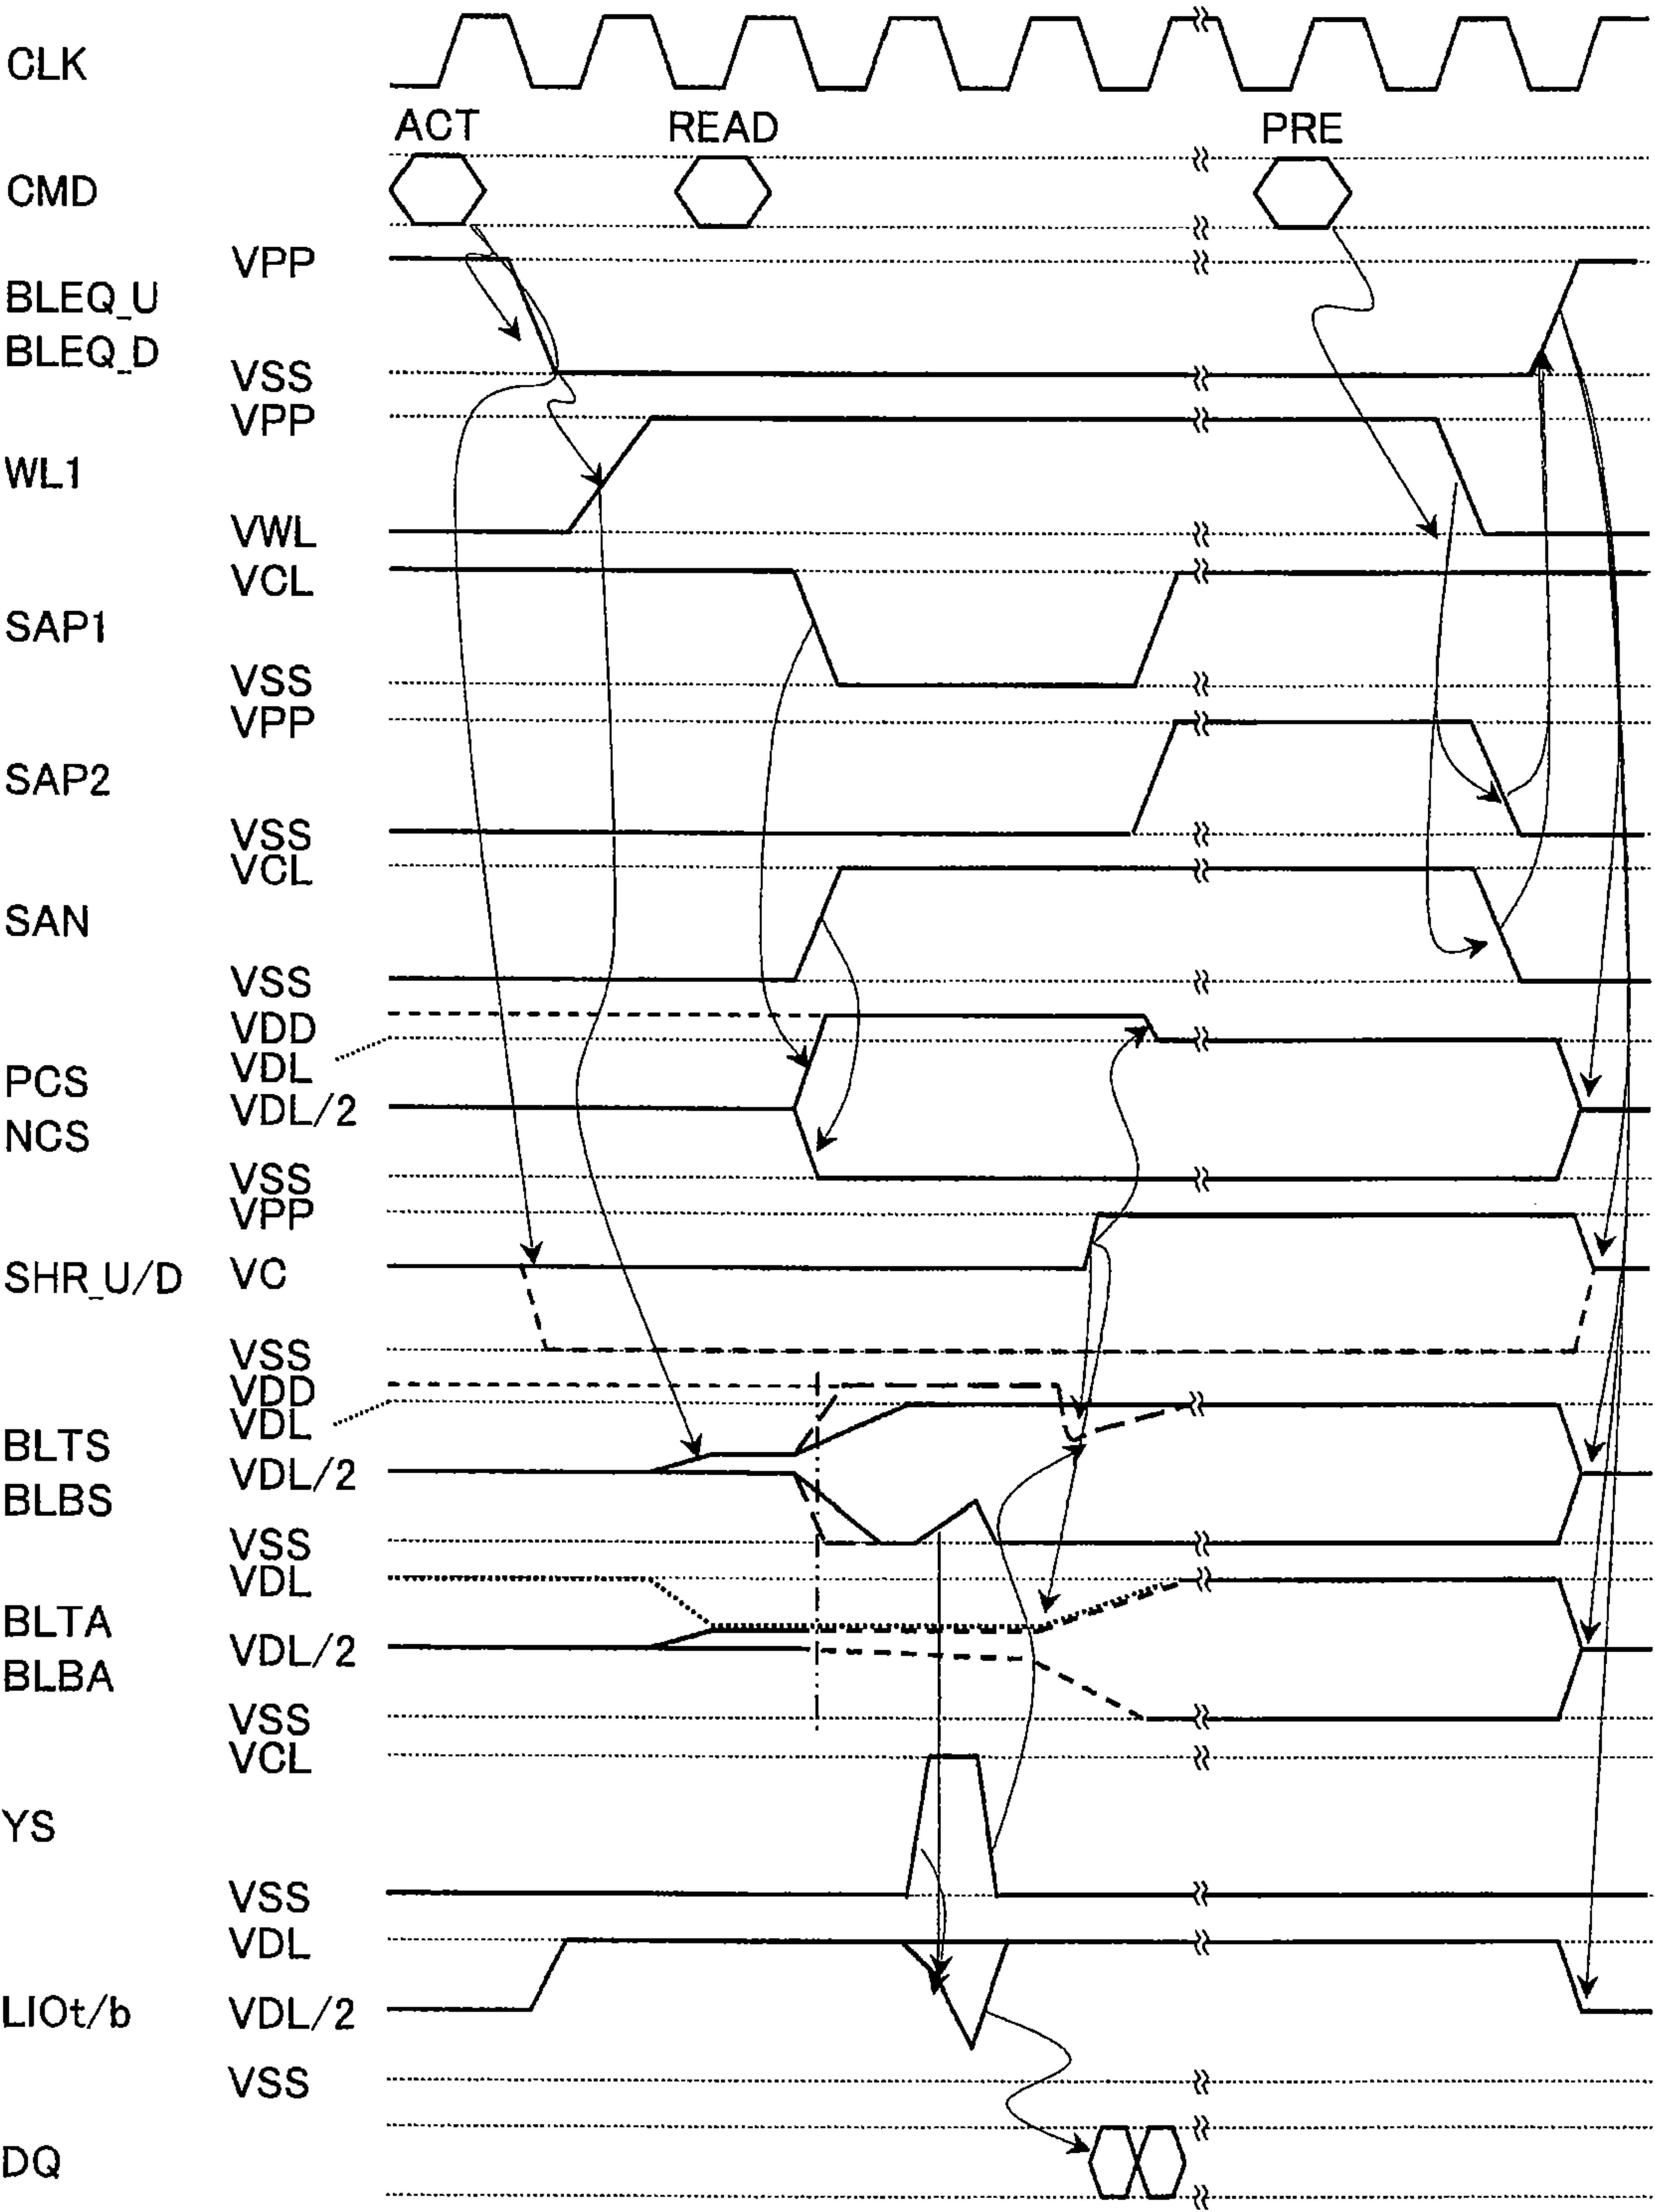 CLK
ACT READ PRE
CMD
VPP
BLEQ_U
BLEQ_D
VSS
VPP
WL1
VWL
VCL
SAP1
VSS
VPP
SAP2
VSS
VCL
SAN
VSS
VDD
VDL
PCS
VDL/2
NCS
VSS
VPP
SHR_U/D VC
VSS
VDD
VDL
BLTS
VDL/2
BLBS
VSS
VDL
BLTA
VDL/2
BLBA
VSS
VCL
YS
VSS
VDL
LIOt/b VDL/2
VSS
DQ